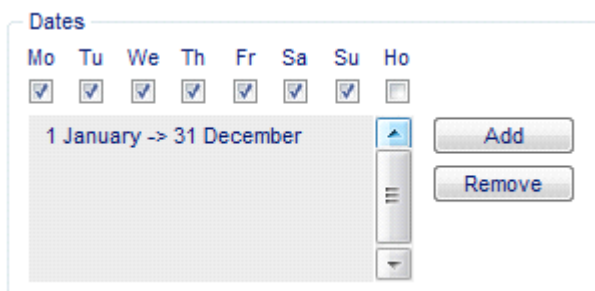 Dates
Mo Tu We Th Fr Sa Su Ho
1 January -> 31 December
Add
Remove